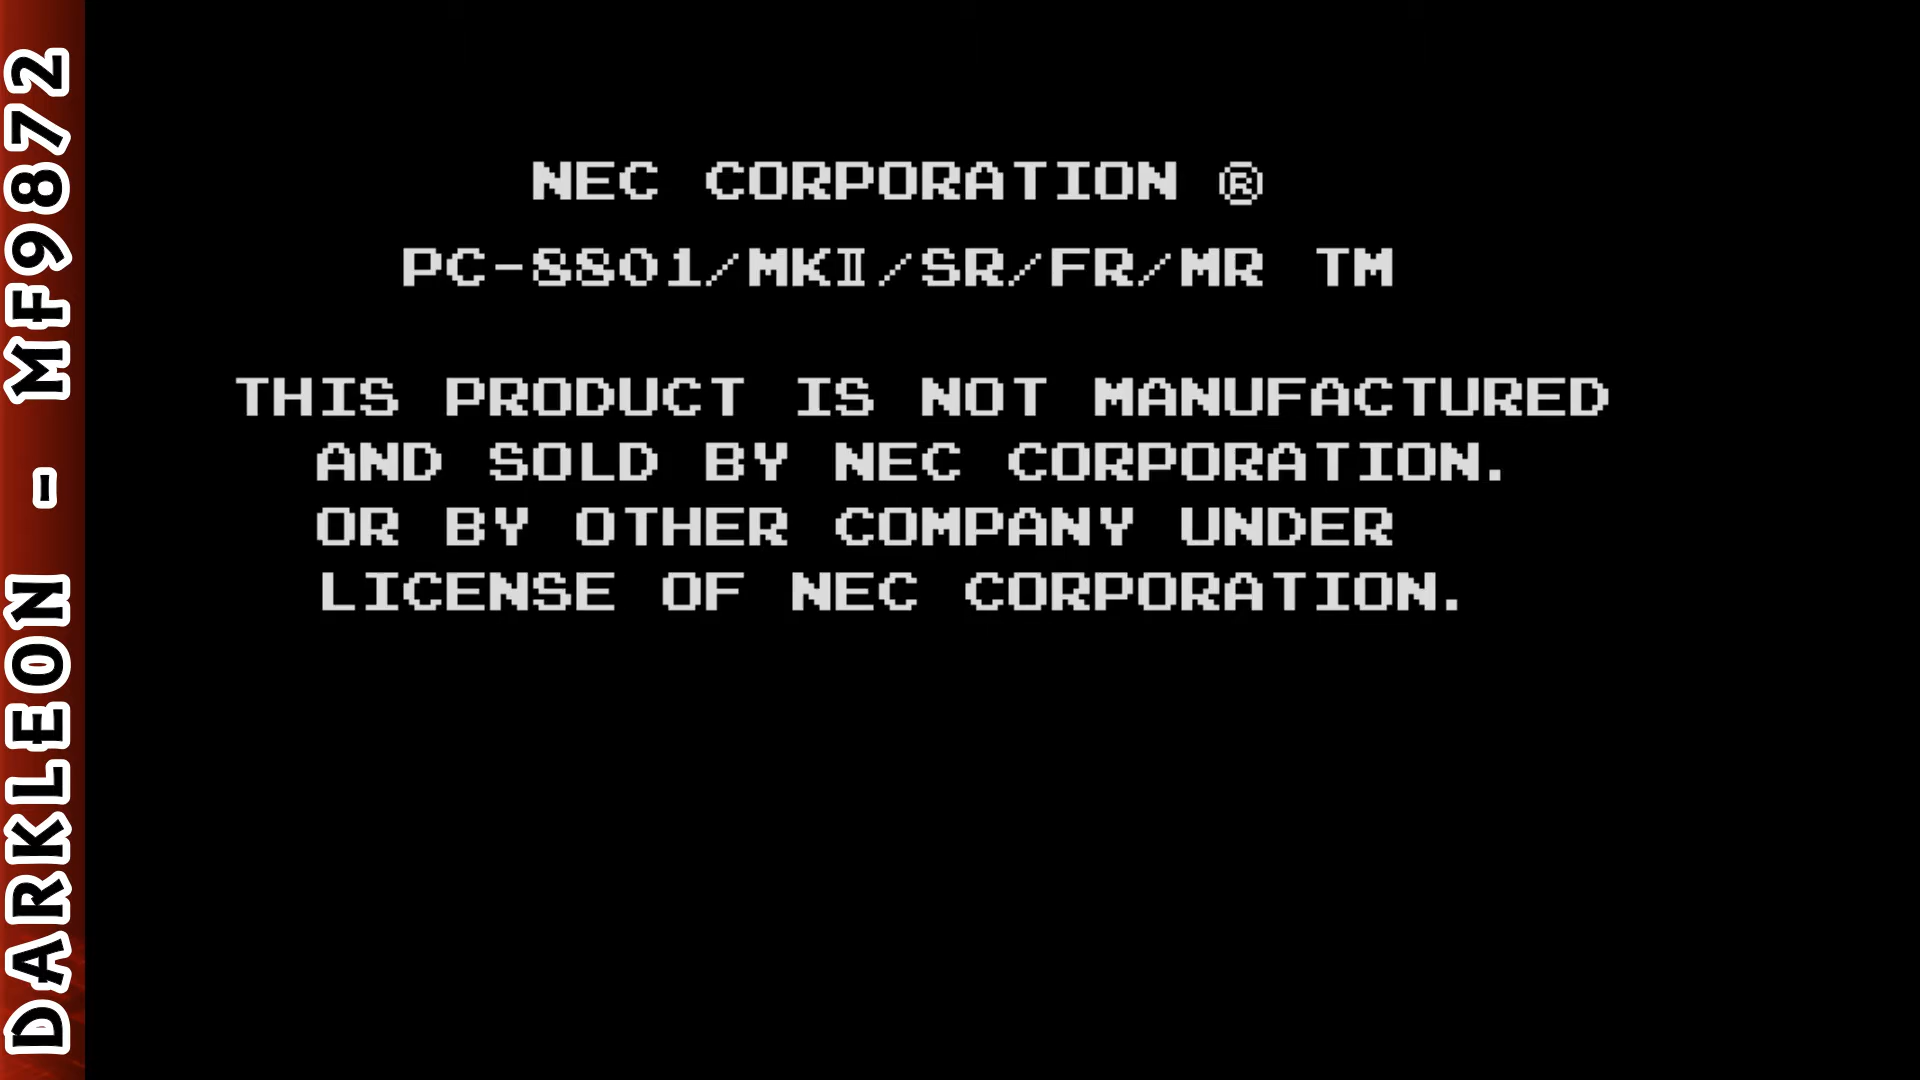 DARKLEON - MF9872
NEC CORPORATION ®
PC-8801/MKⅡ/SR/FR/MR TM
THIS PRODUCT IS NOT MANUFACTURED
AND SOLD BY NEC CORPORATION.
OR BY OTHER COMPANY UNDER
LICENSE OF NEC CORPORATION.